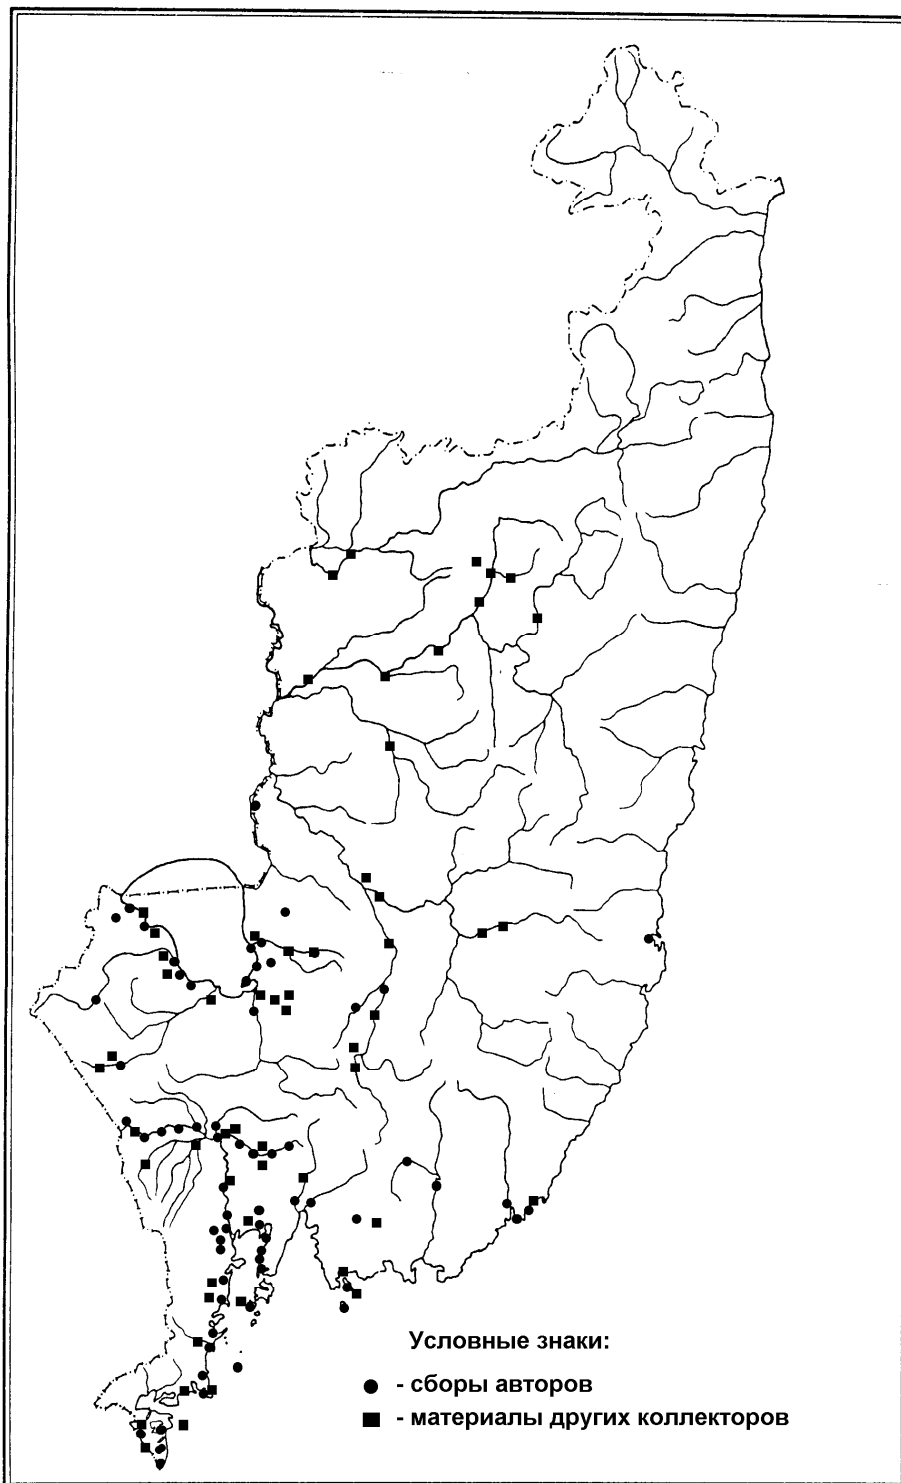 Условные знаки:
- сборы авторов
- материалы других коллекторов